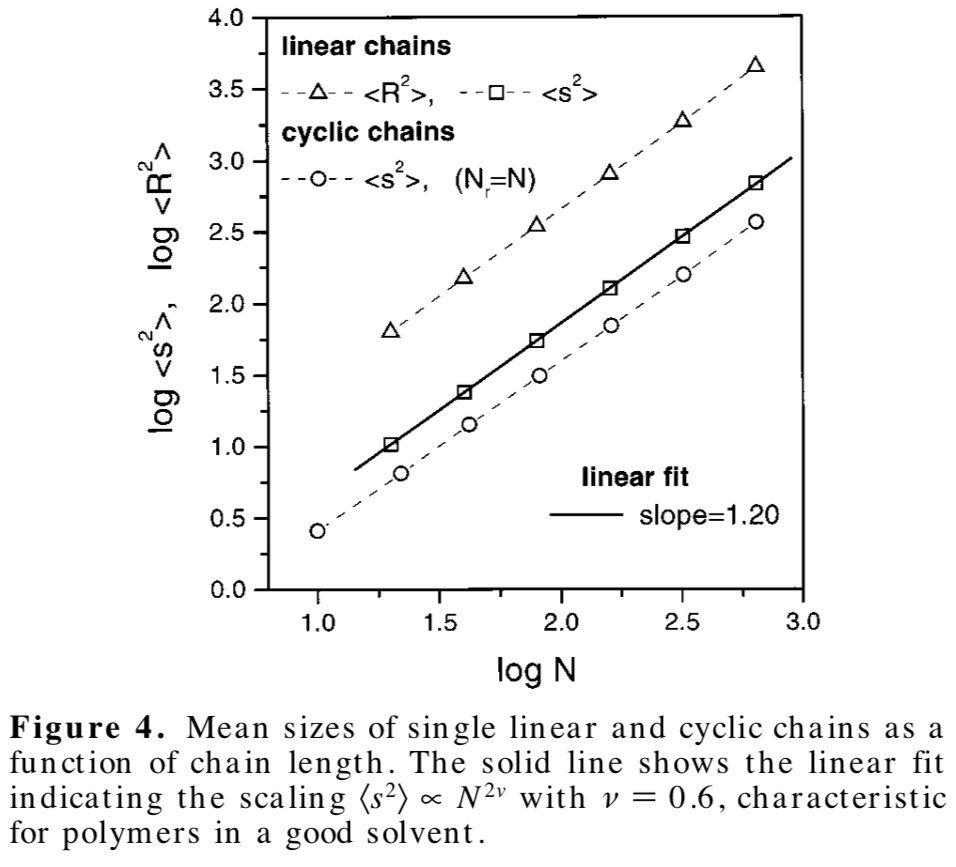 4.0
linear chains
3.5
<R²>, <s²>
cyclic chains
3.0
<s²>, (Nᵣ=N)
2.5
2.0
1.5
1.0
0.5
0.0
log <s²>, log <R²>
linear fit
slope=1.20
1.0 1.5 2.0 2.5 3.0
log N
Figure 4. Mean sizes of single linear and cyclic chains as a
function of chain length. The solid line shows the linear fit
indicating the scaling ⟨s²⟩ ∝ N²ᵛ with ν = 0.6, characteristic
for polymers in a good solvent.